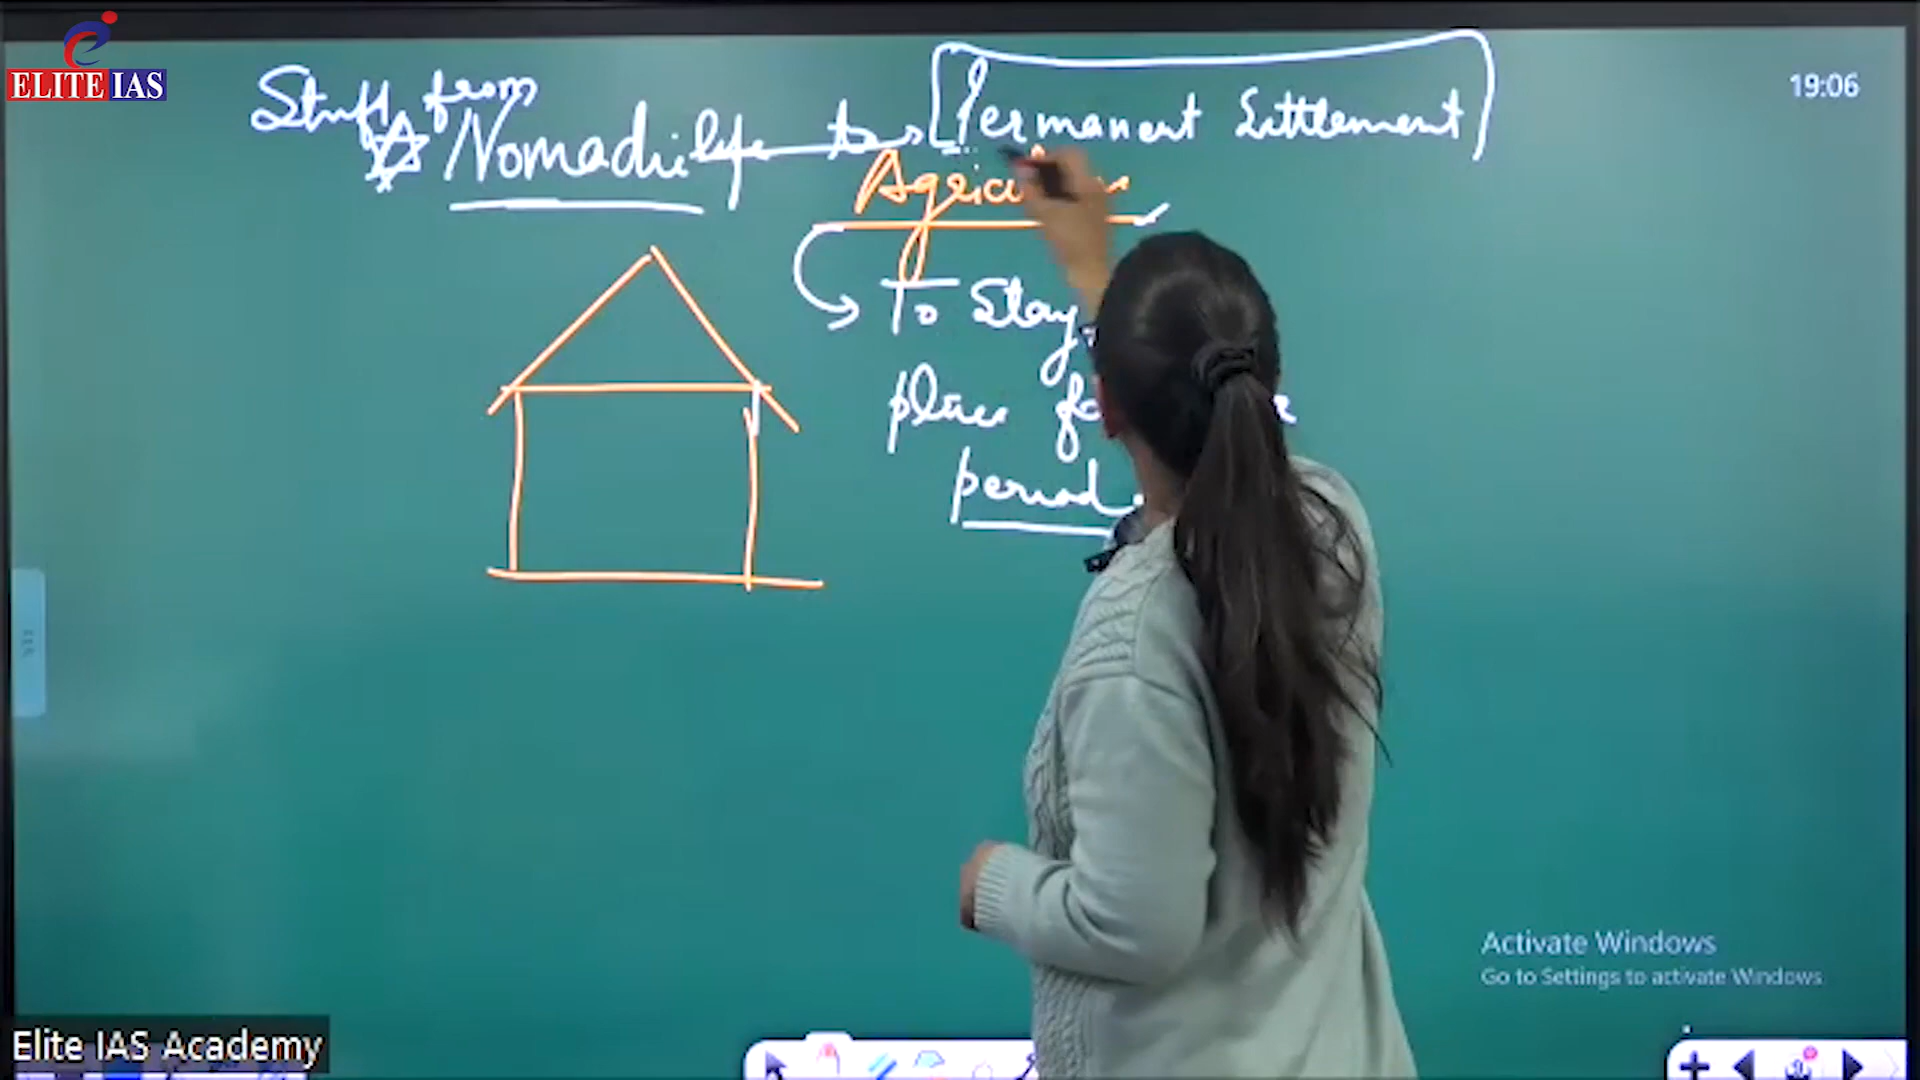 ELITE IAS
19:06
Stuff from
Nomadic life to Permanent Settlement
To Stay
place
period
Activate Windows
Go to Settings to activate Windows
Elite IAS Academy